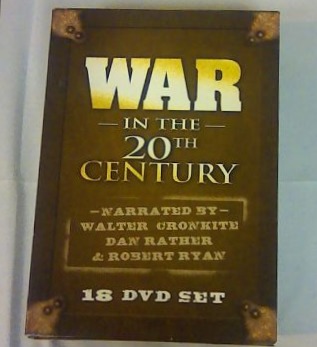 WAR
IN THE
20TH
CENTURY
-NARRATED BY-
WALTER CRONKITE
DAN RATHER
& ROBERT RYAN
18 DVD SET